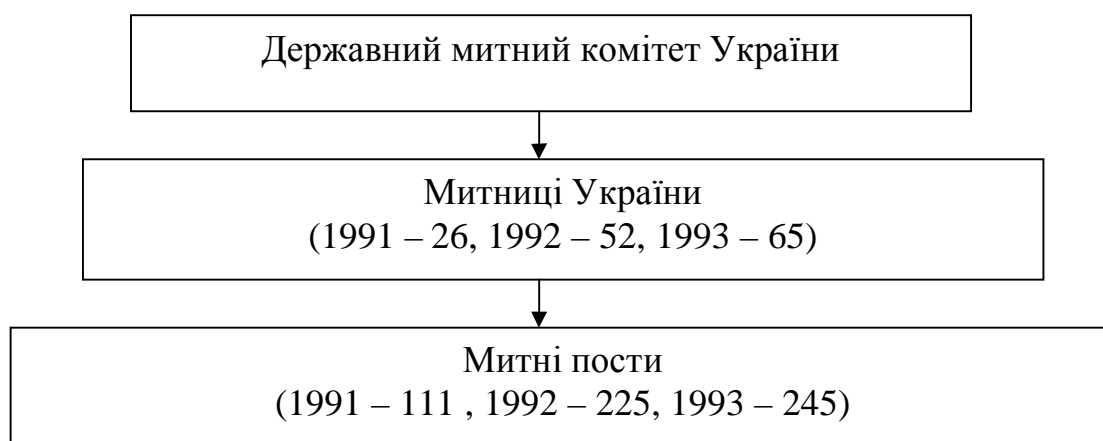 Державний митний комітет України
Митниці України
(1991 – 26, 1992 – 52, 1993 – 65)
Митні пости
(1991 – 111 , 1992 – 225, 1993 – 245)